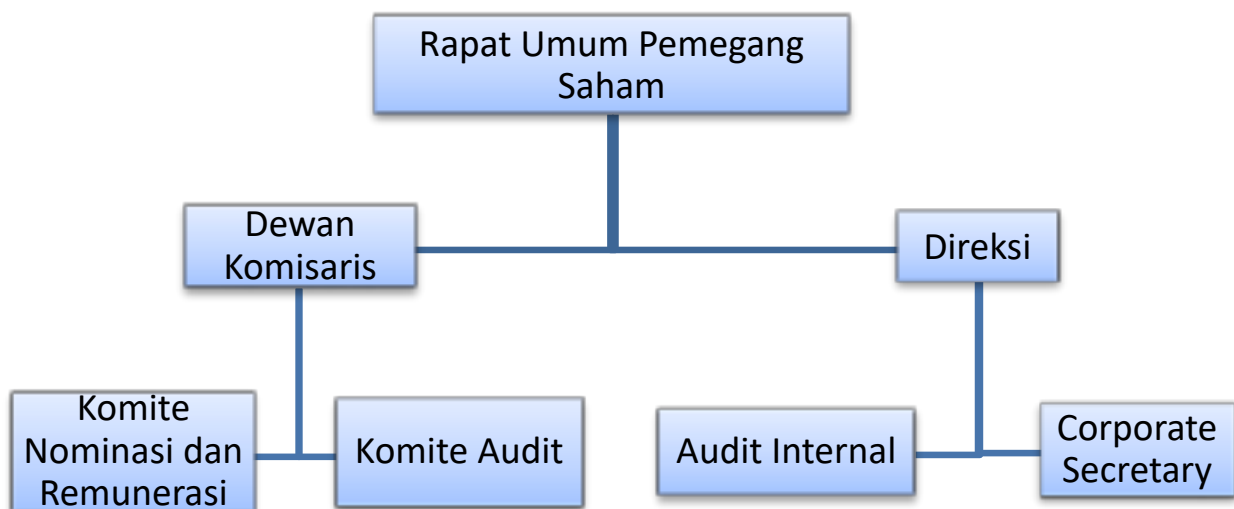 Rapat Umum Pemegang
Saham
Dewan
Komisaris
Direksi
Komite
Nominasi dan
Remunerasi
Komite Audit
Audit Internal
Corporate
Secretary